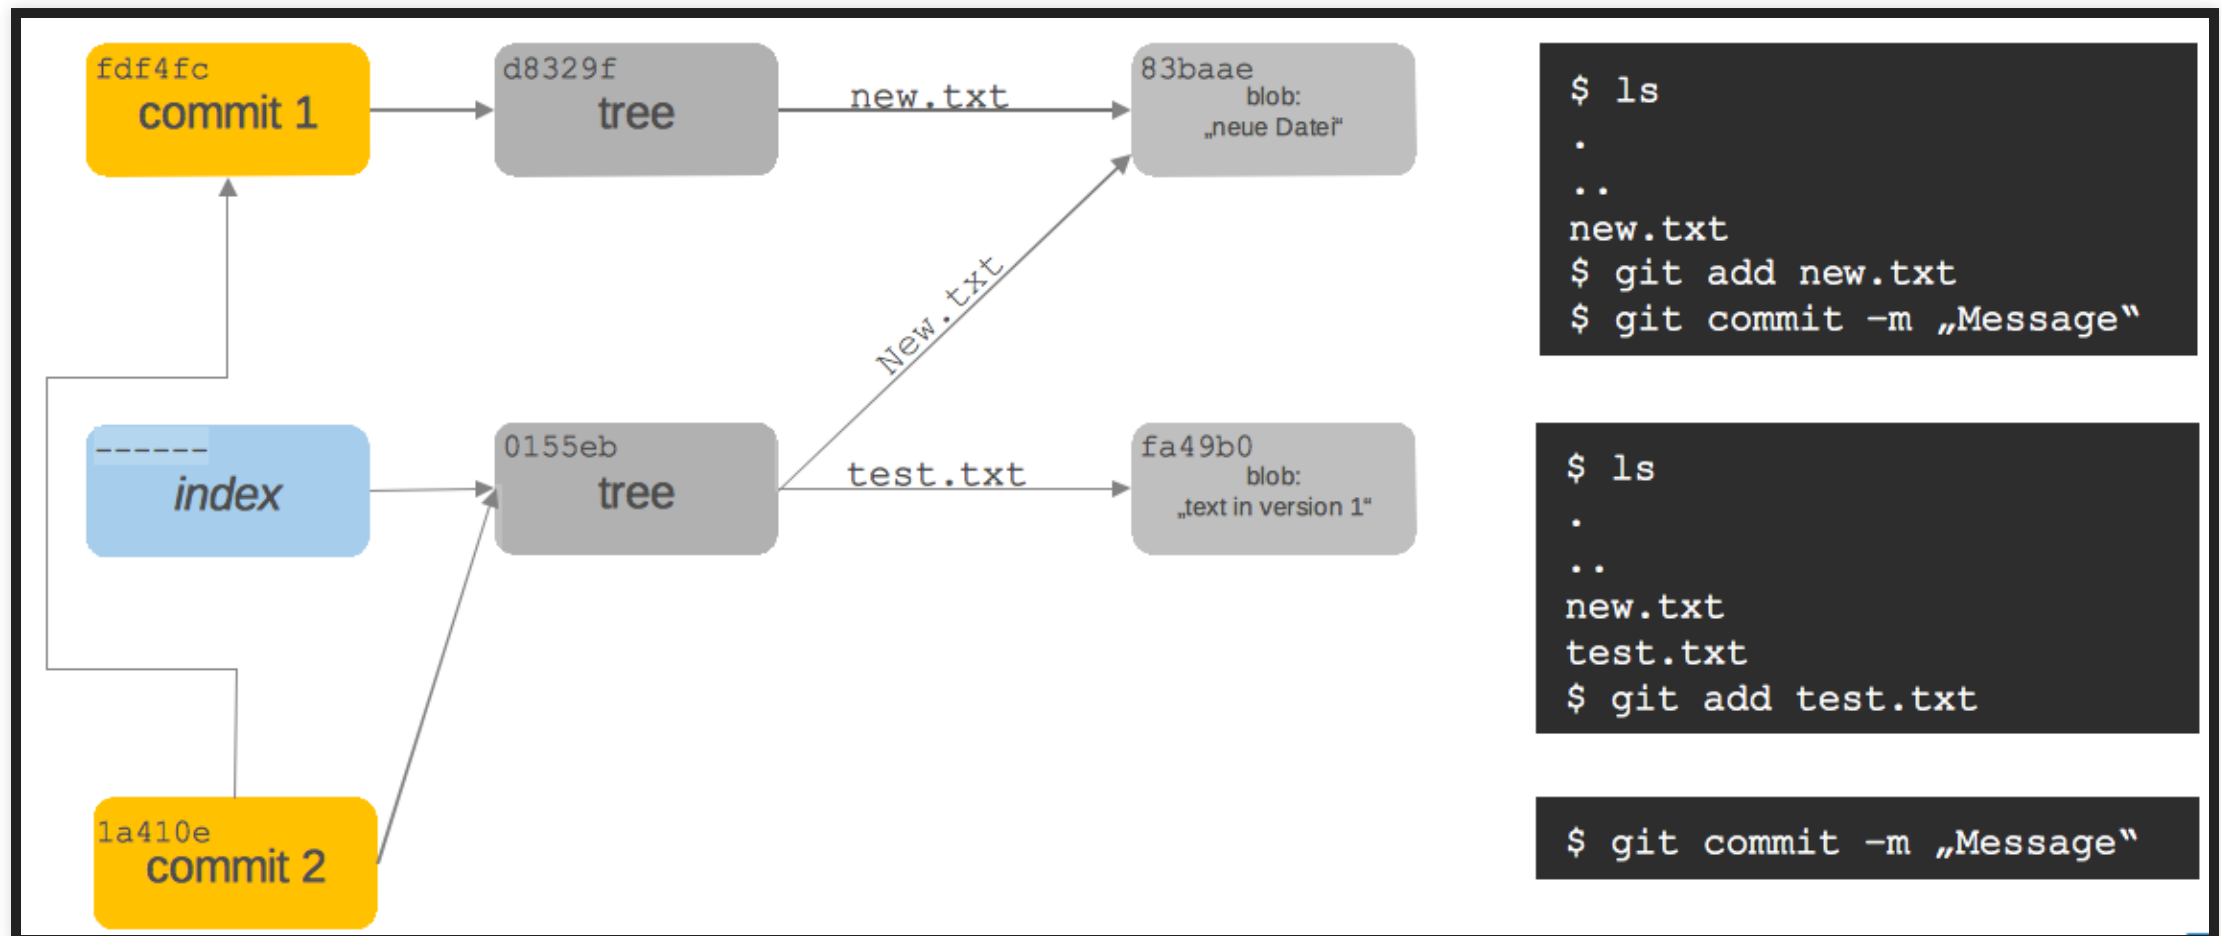 fdf4fc
commit 1
d8329f
tree
new.txt
83baae
blob:
„neue Datei“
$ ls
.
..
new.txt
$ git add new.txt
$ git commit –m „Message“
New.txt
------
index
0155eb
tree
test.txt
fa49b0
blob:
„text in version 1“
$ ls
.
..
new.txt
test.txt
$ git add test.txt
1a410e
commit 2
$ git commit –m „Message“